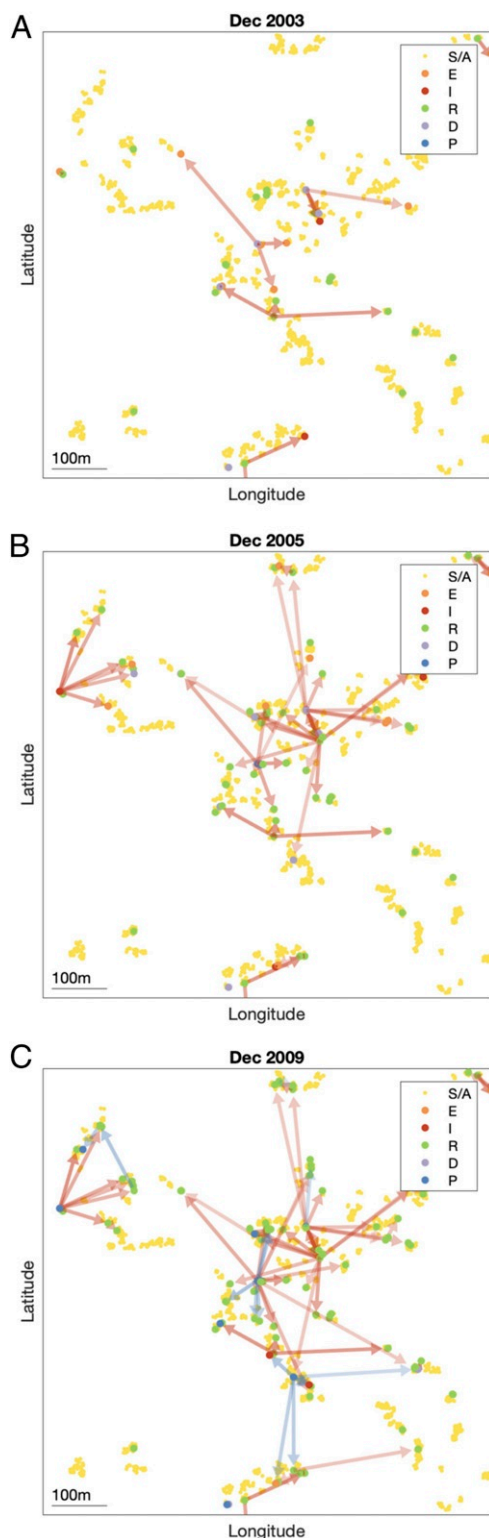 A
Dec 2003
S/A
E
I
R
D
P
Latitude
100m
Longitude
B
Dec 2005
S/A
E
I
R
D
P
Latitude
100m
Longitude
C
Dec 2009
S/A
E
I
R
D
P
Latitude
100m
Longitude